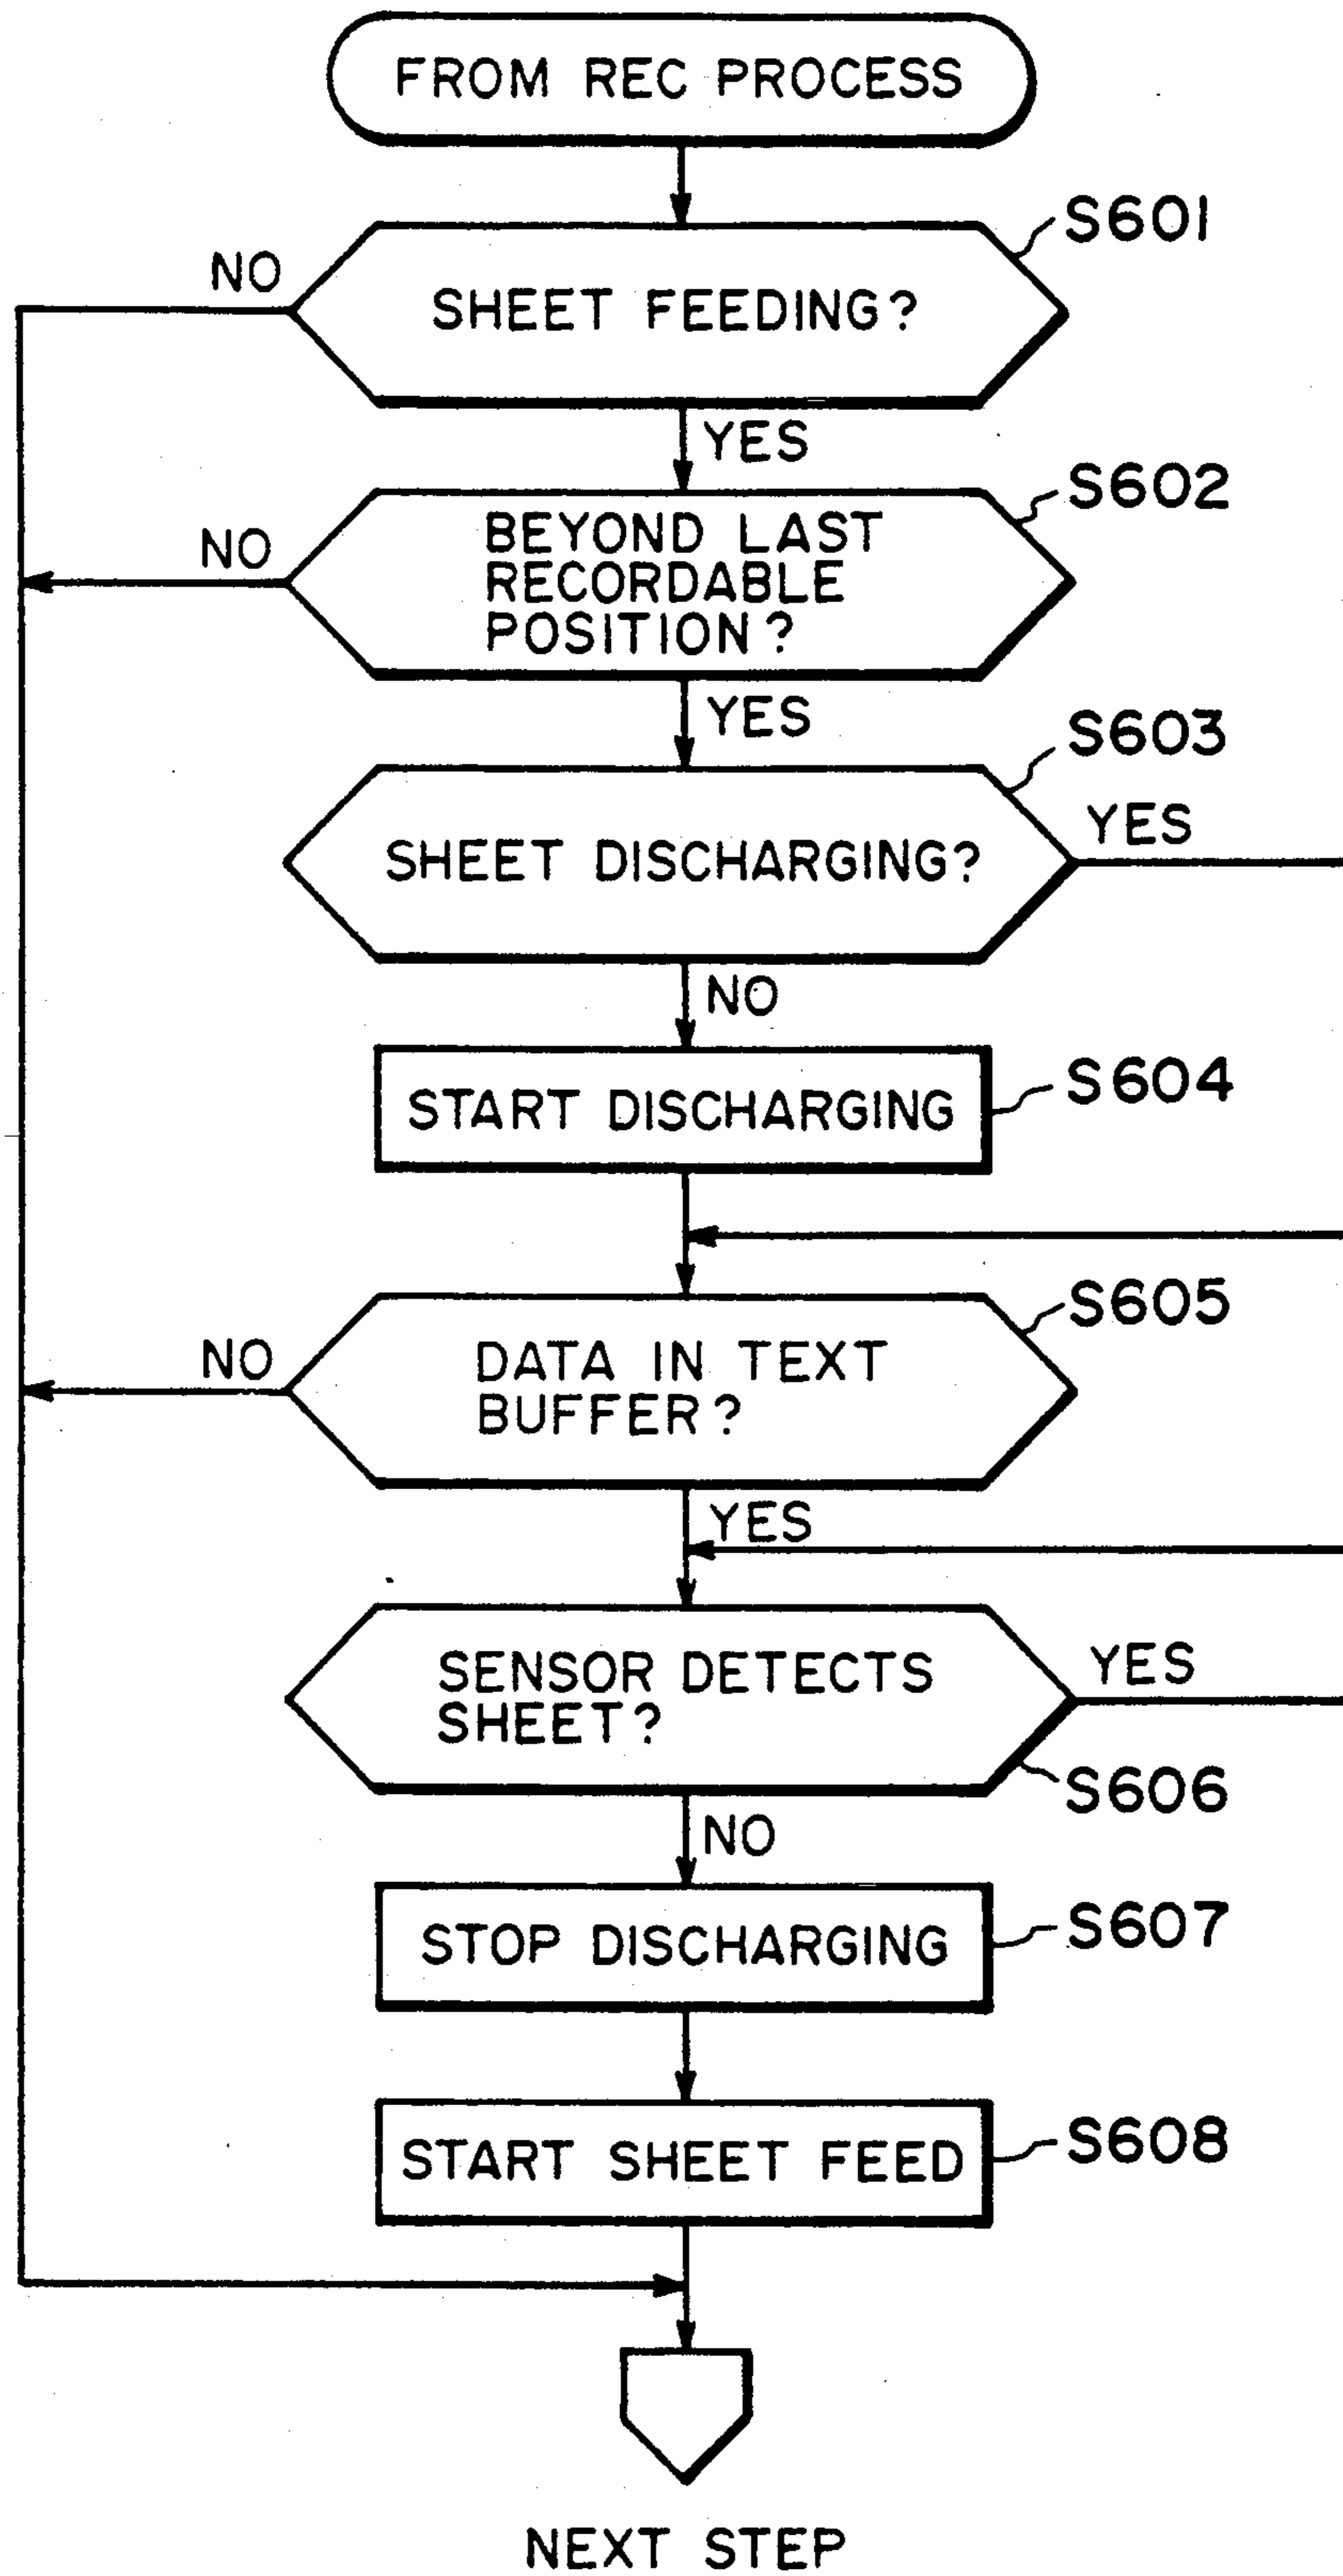 FROM REC PROCESS
S601
NO
SHEET FEEDING?
YES
S602
NO
BEYOND LAST
RECORDABLE
POSITION?
YES
S603
YES
SHEET DISCHARGING?
NO
S604
START DISCHARGING
S605
NO
DATA IN TEXT
BUFFER?
YES
SENSOR DETECTS
SHEET?
YES
S606
NO
STOP DISCHARGING
S607
START SHEET FEED
S608
NEXT STEP